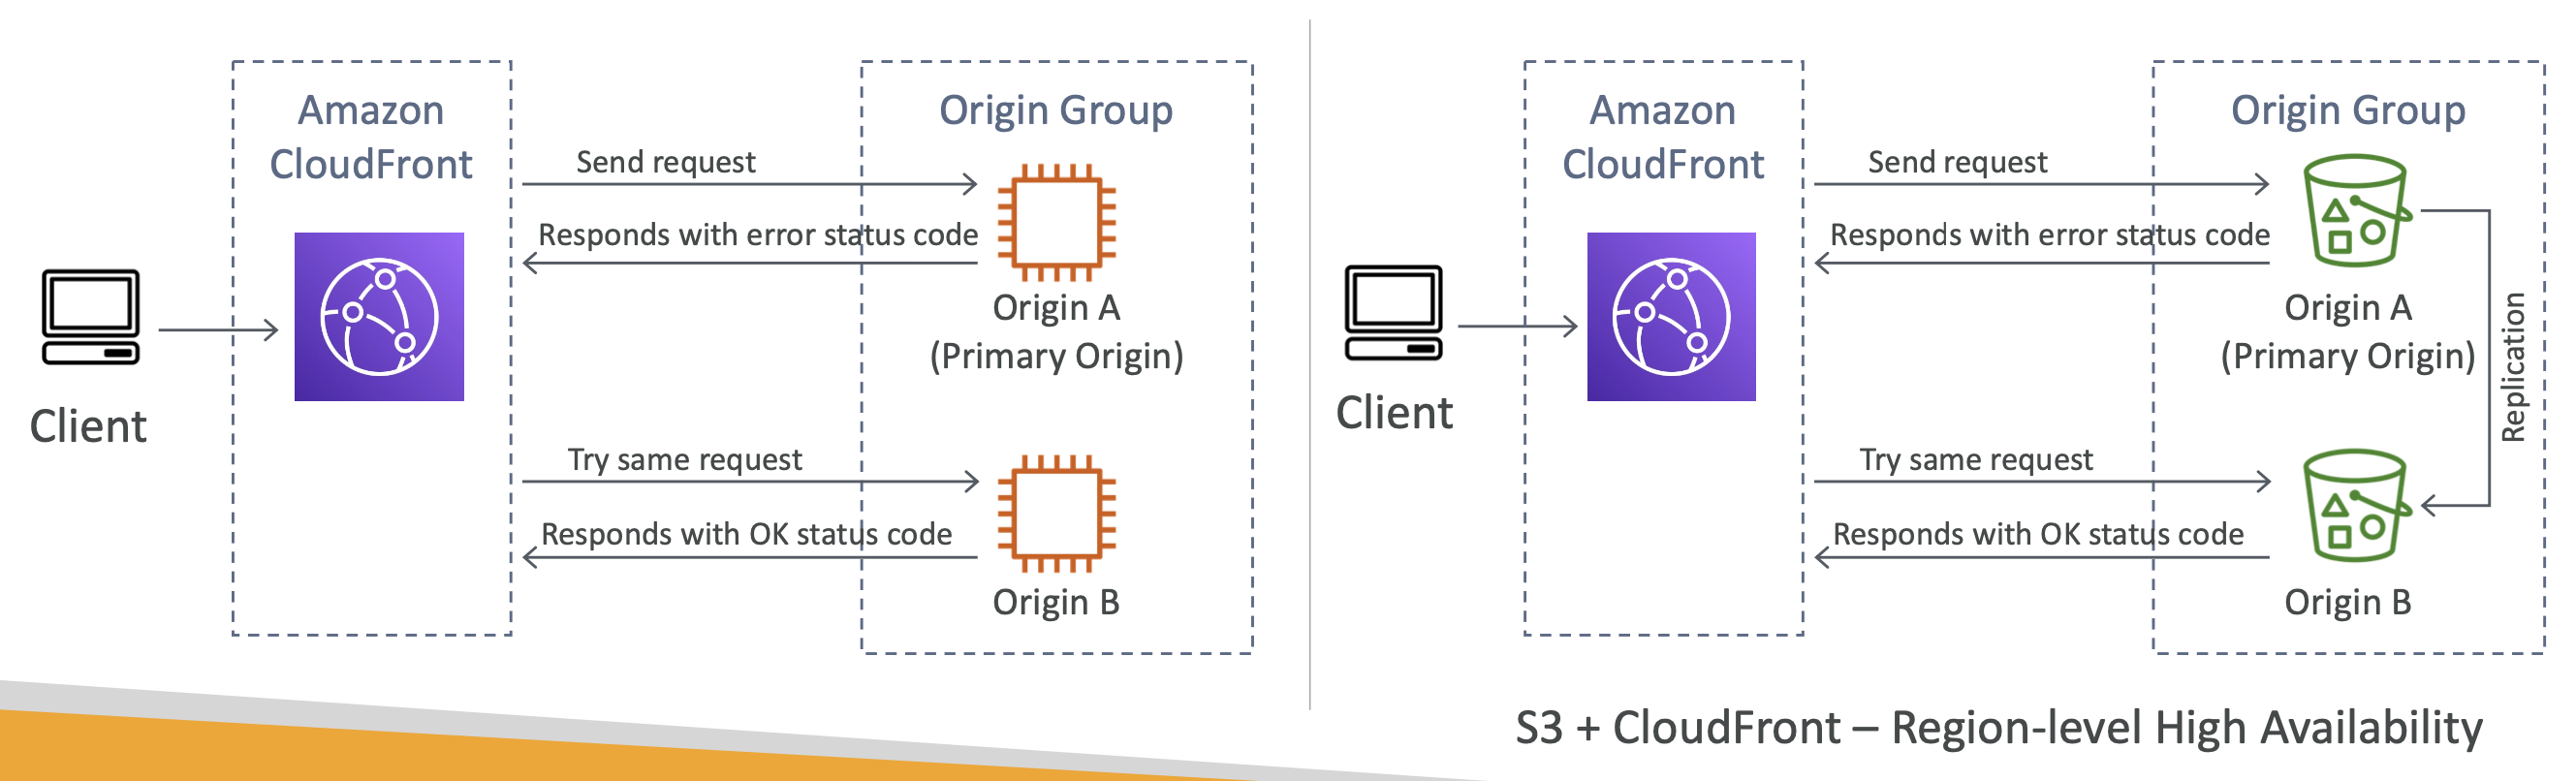 Amazon
CloudFront
Origin Group
Send request
Responds with error status code
Origin A
(Primary Origin)
Client
Try same request
Responds with OK status code
Origin B
Amazon
CloudFront
Origin Group
Send request
Responds with error status code
Origin A
(Primary Origin)
Replication
Client
Try same request
Responds with OK status code
Origin B
S3 + CloudFront – Region-level High Availability